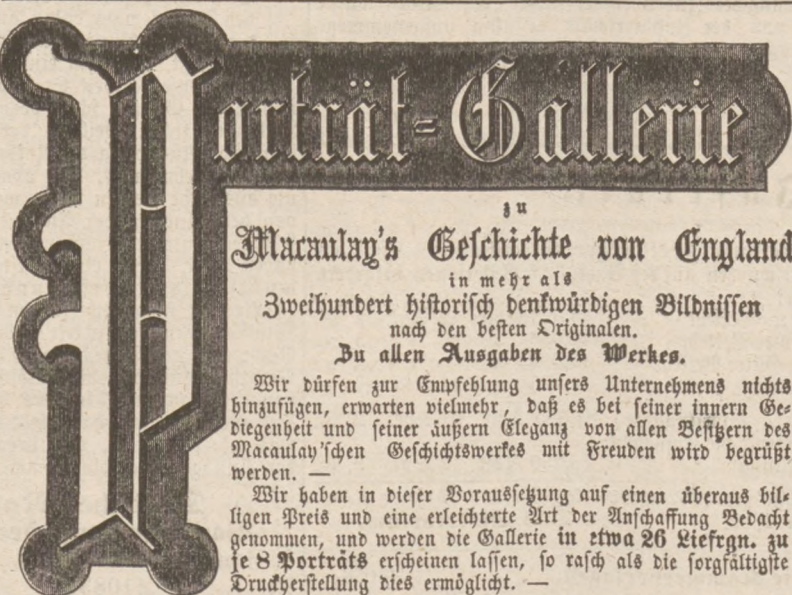 Porträt-Gallerie
zu
Macaulay's Geschichte von England
in mehr als
Zweihundert historisch denkwürdigen Bildnissen
nach den besten Originalen.
Zu allen Ausgaben des Werkes.
Wir dürfen zur Empfehlung unsers Unternehmens nichts
hinzufügen, erwarten vielmehr, daß es bei seiner innern Ge-
diegenheit und seiner äußern Eleganz von allen Besitzern des
Macaulay'schen Geschichtswerkes mit Freuden wird begrüßt
werden. —
Wir haben in dieser Voraussetzung auf einen überaus bil-
ligen Preis und eine erleichterte Art der Anschaffung Bedacht
genommen, und werden die Gallerie in etwa 26 Liefrgn. zu
je 8 Porträts erscheinen lassen, so rasch als die sorgfältigste
Druckherstellung dies ermöglicht. —